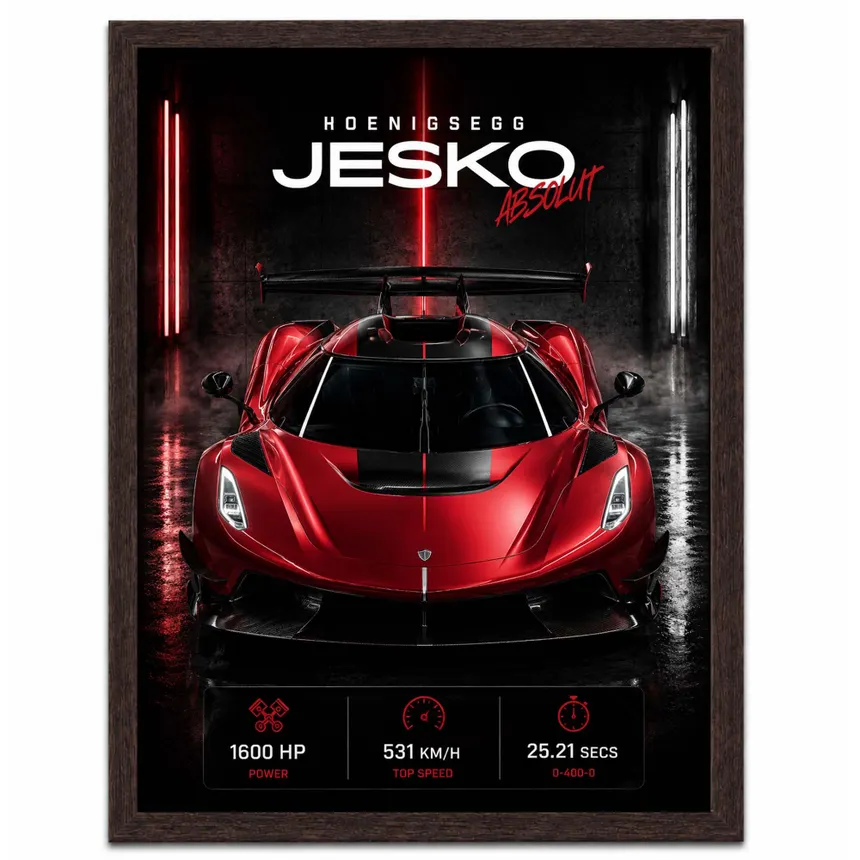 HOENIGSEGG
JESKO
ABSOLUT
1600 HP
POWER
531 KM/H
TOP SPEED
25.21 SECS
0-400-0